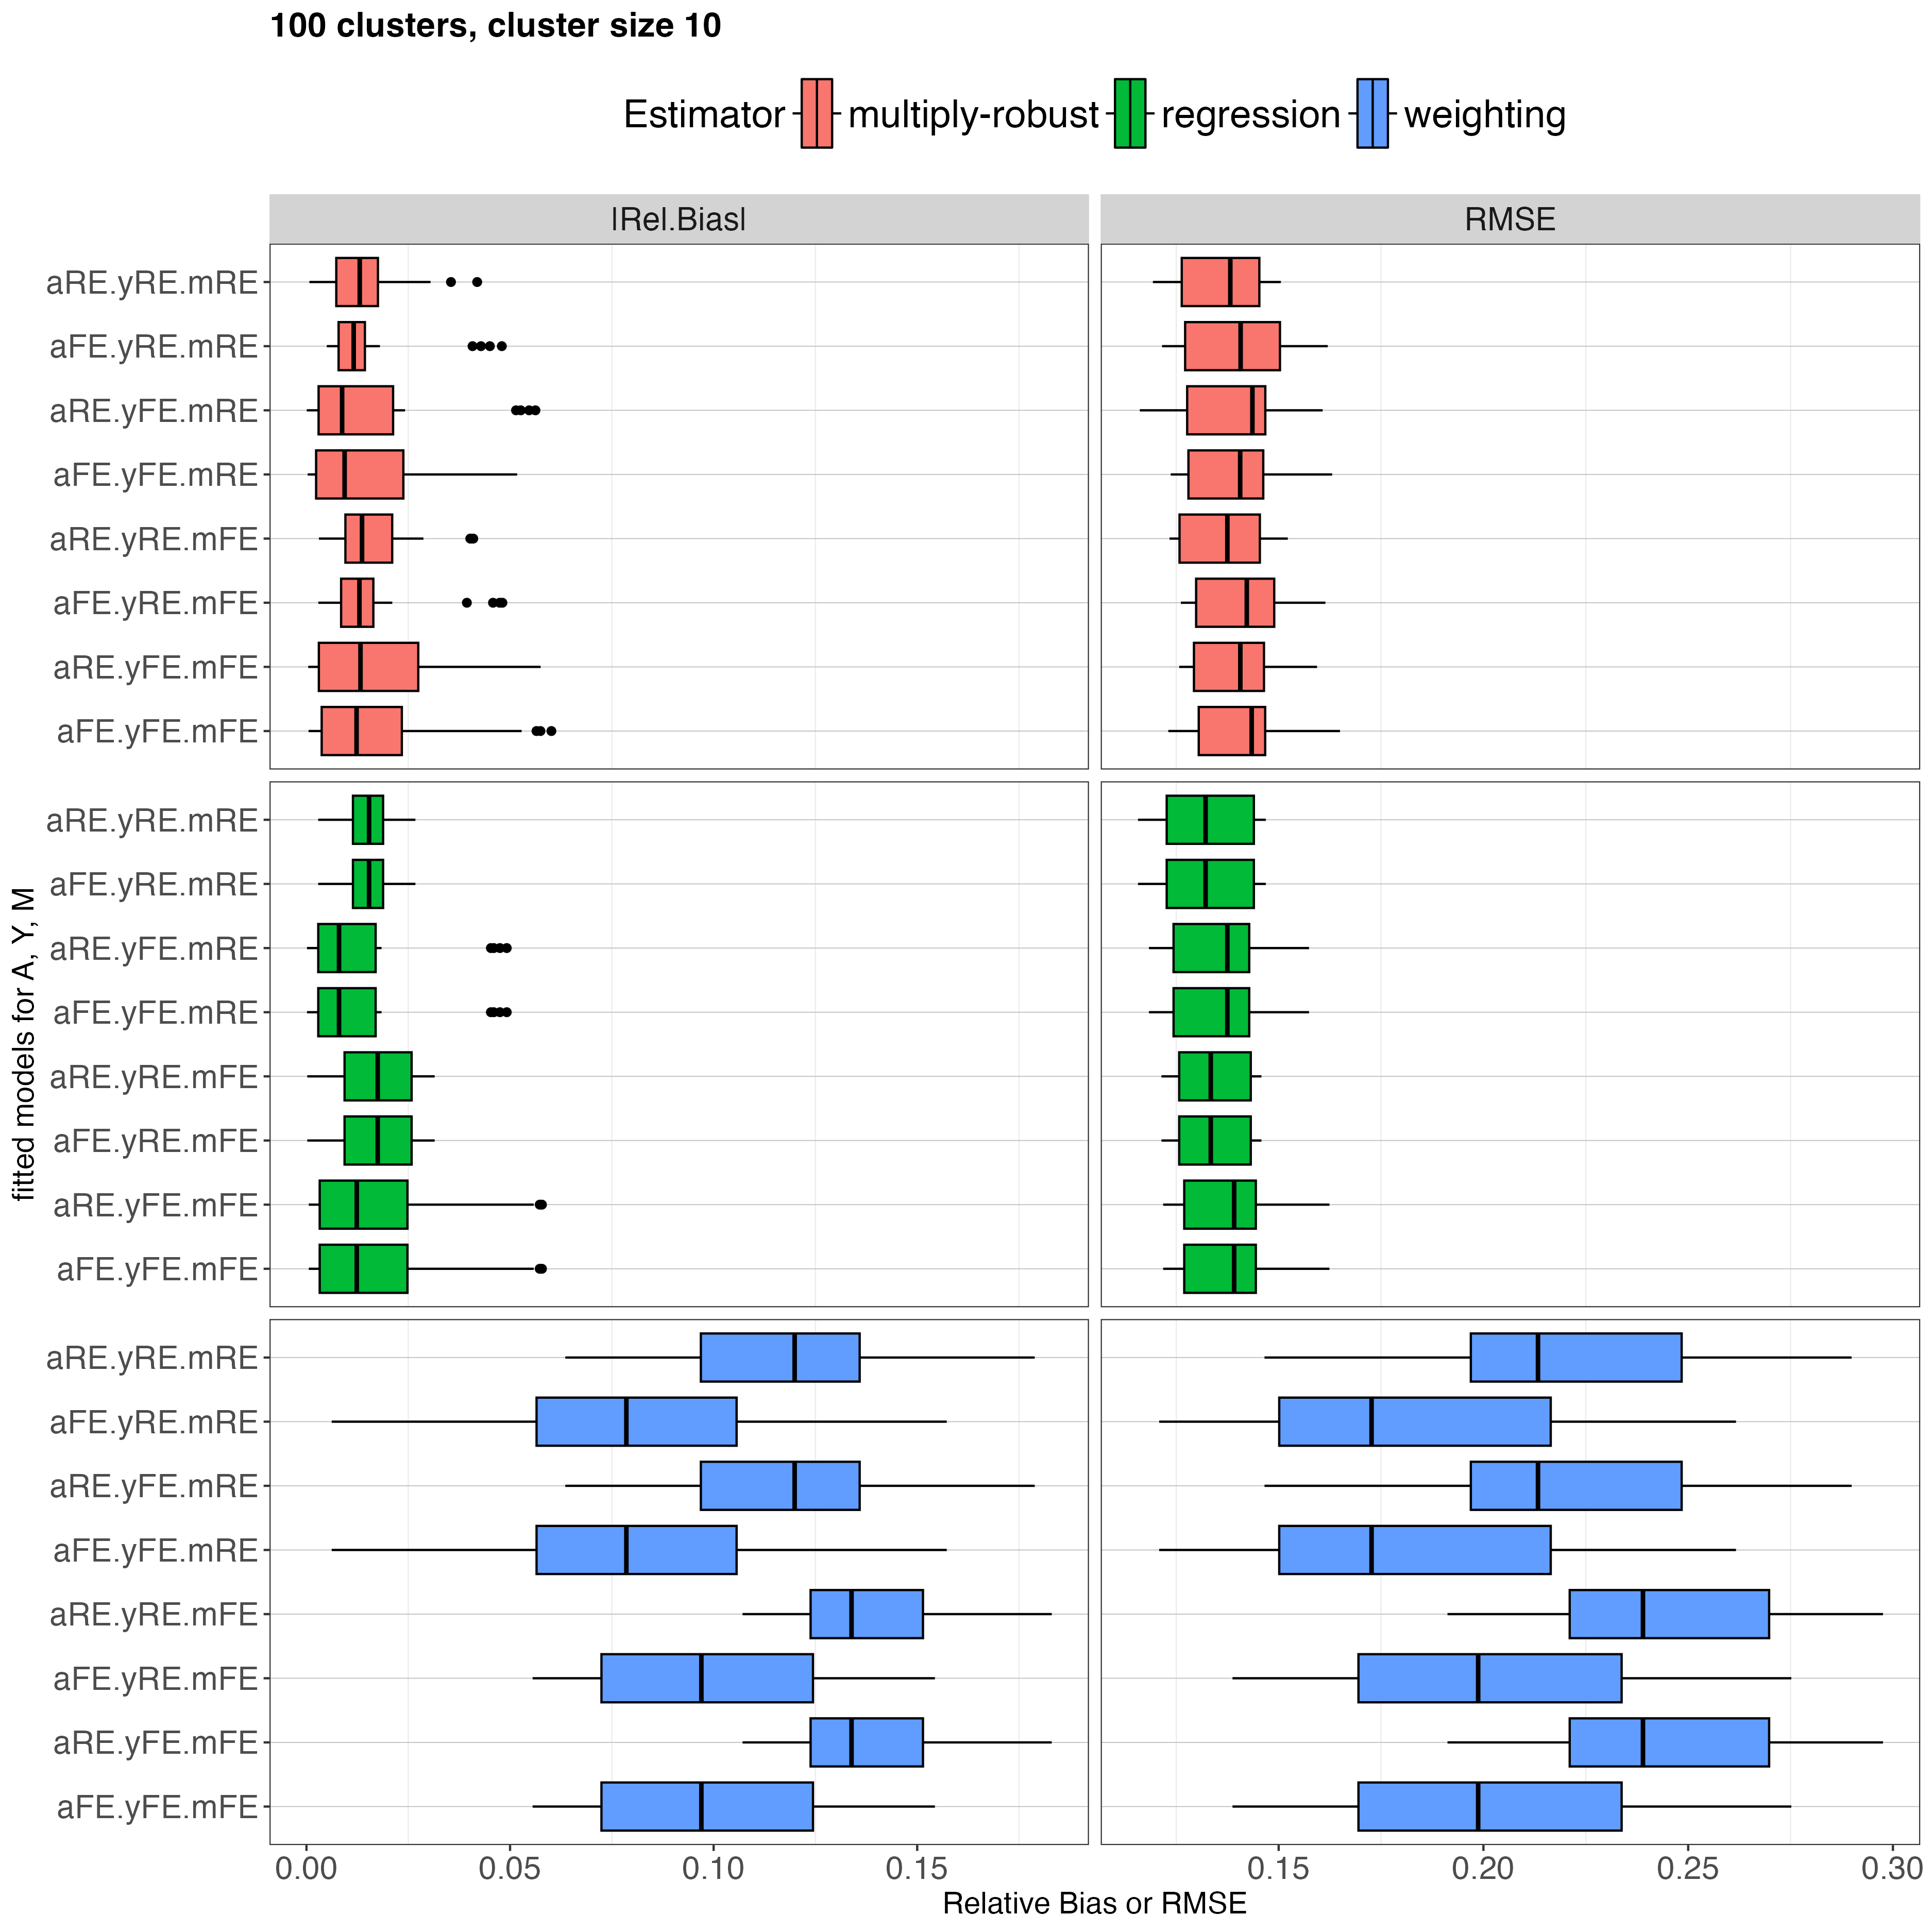 100 clusters, cluster size 10
Estimator multiply-robust regression weighting
|Rel.Bias| RMSE
fitted models for A, Y, M
aRE.yRE.mRE
aFE.yRE.mRE
aRE.yFE.mRE
aFE.yFE.mRE
aRE.yRE.mFE
aFE.yRE.mFE
aRE.yFE.mFE
aFE.yFE.mFE
aRE.yRE.mRE
aFE.yRE.mRE
aRE.yFE.mRE
aFE.yFE.mRE
aRE.yRE.mFE
aFE.yRE.mFE
aRE.yFE.mFE
aFE.yFE.mFE
aRE.yRE.mRE
aFE.yRE.mRE
aRE.yFE.mRE
aFE.yFE.mRE
aRE.yRE.mFE
aFE.yRE.mFE
aRE.yFE.mFE
aFE.yFE.mFE
0.00 0.05 0.10 0.15 0.15 0.20 0.25 0.30
Relative Bias or RMSE